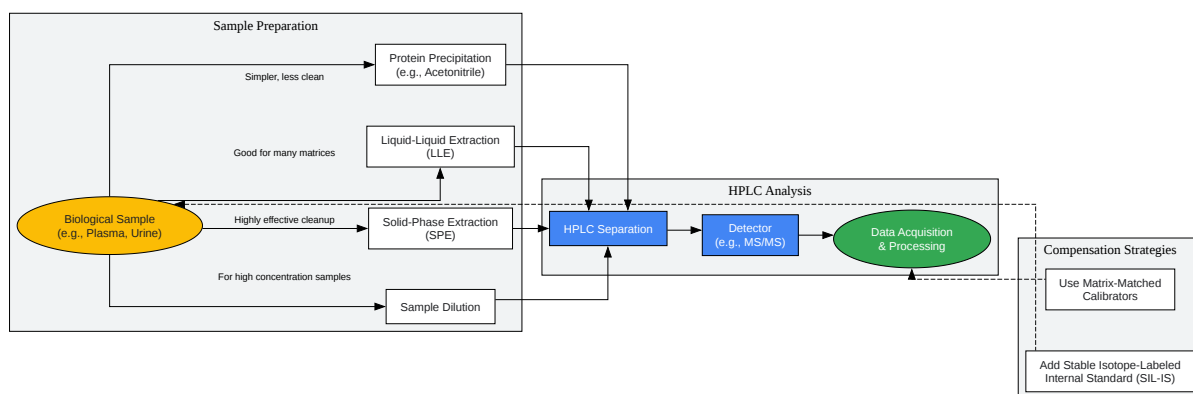 Sample Preparation
Protein Precipitation
(e.g., Acetonitrile)
Simpler, less clean
Liquid-Liquid Extraction
(LLE)
Good for many matrices
Biological Sample
(e.g., Plasma, Urine)
Highly effective cleanup
Solid-Phase Extraction
(SPE)
For high concentration samples
Sample Dilution
HPLC Analysis
HPLC Separation
Detector
(e.g., MS/MS)
Data Acquisition
& Processing
Compensation Strategies
Use Matrix-Matched
Calibrators
Add Stable Isotope-Labeled
Internal Standard (SIL-IS)